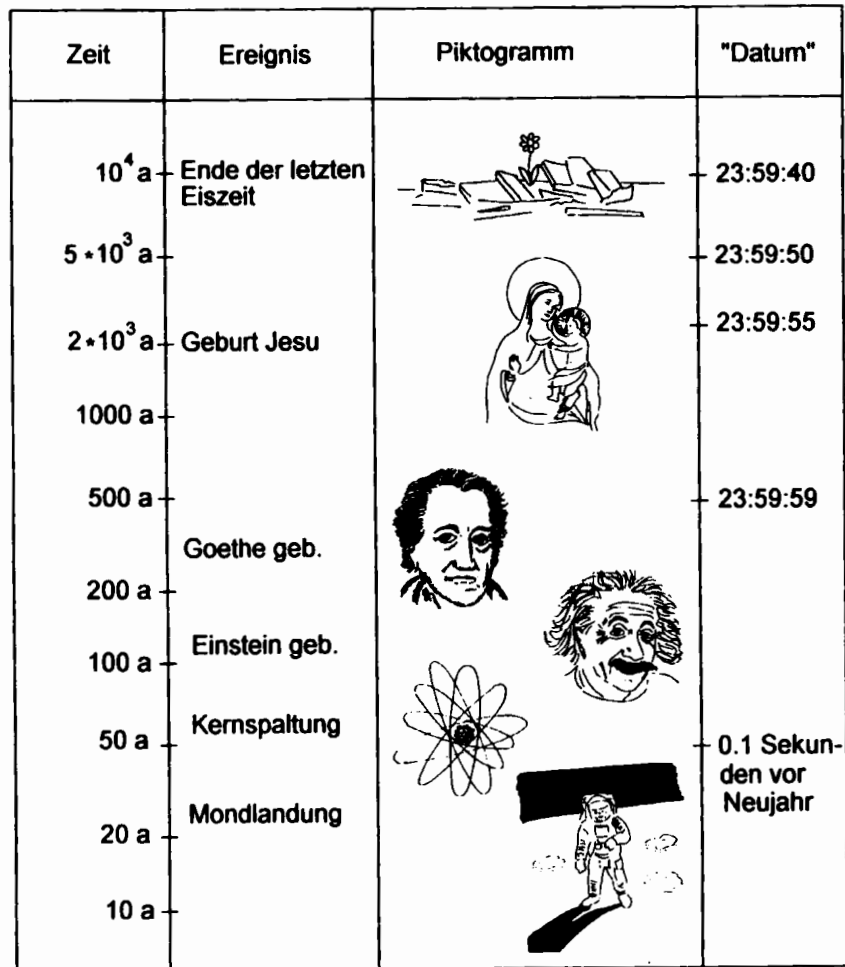 Zeit Ereignis Piktogramm "Datum"
10⁴ a Ende der letzten 23:59:40
Eiszeit
5 * 10³ a 23:59:50
23:59:55
2 * 10³ a Geburt Jesu
1000 a
500 a 23:59:59
Goethe geb.
200 a
Einstein geb.
100 a
Kernspaltung
50 a 0.1 Sekun-
den vor
Neujahr
Mondlandung
20 a
10 a